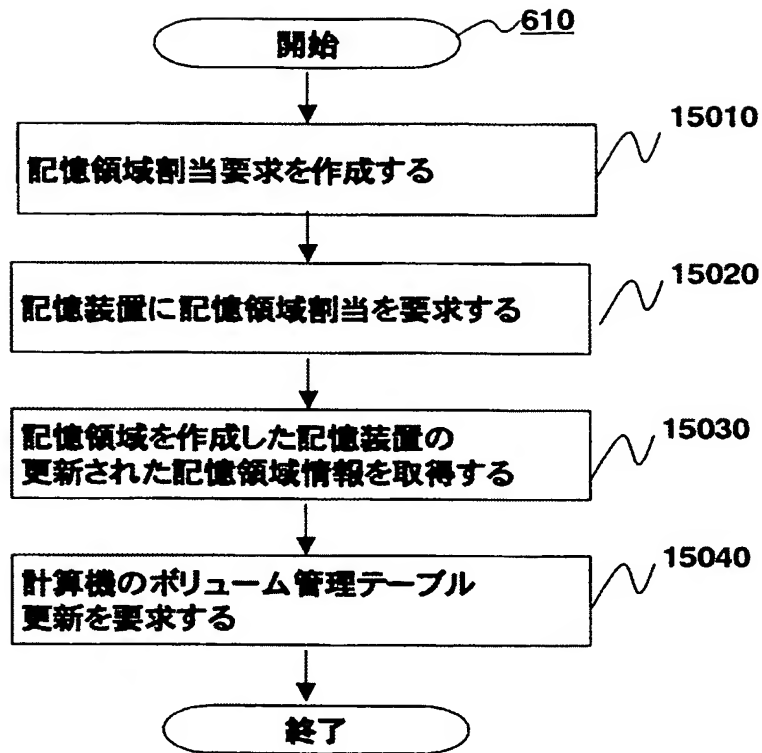 開始
610
記憶領域割当要求を作成する
15010
記憶装置に記憶領域割当を要求する
15020
記憶領域を作成した記憶装置の
更新された記憶領域情報を取得する
15030
計算機のボリューム管理テーブル
更新を要求する
15040
終了